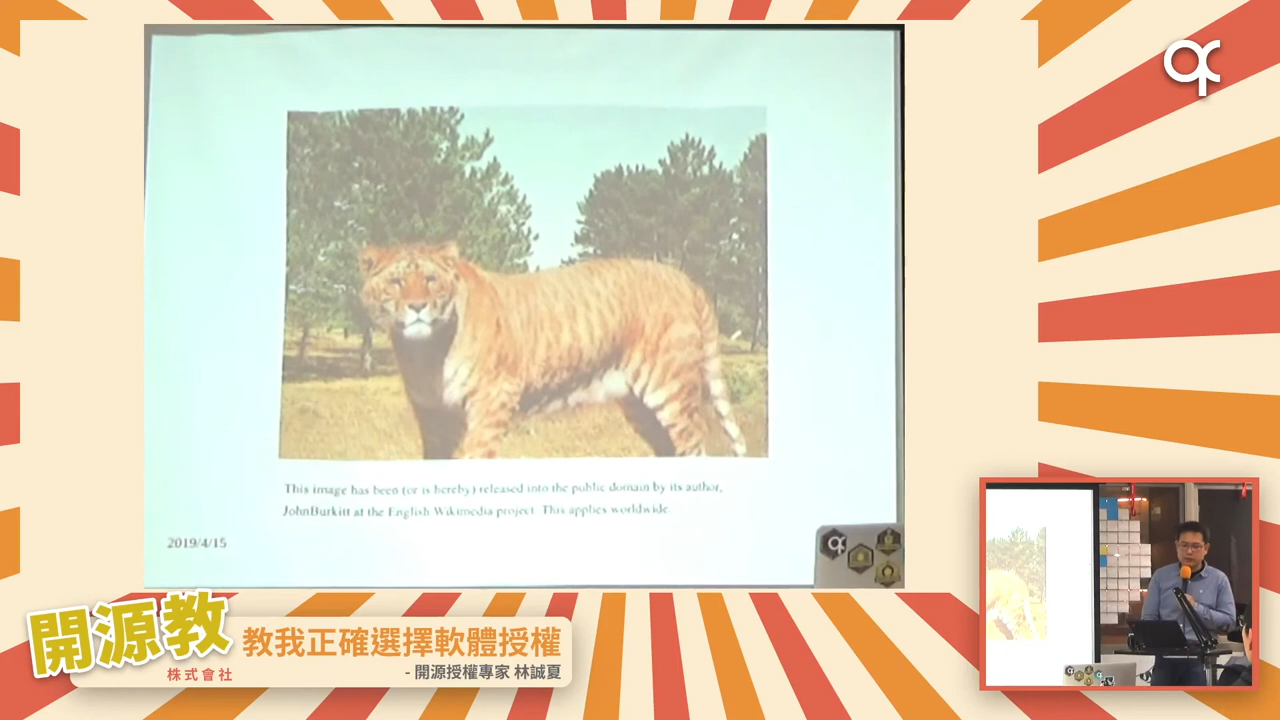 This image has been (or is hereby) released into the public domain by its author,
JohnBurkitt at the English Wikimedia project. This applies worldwide.
2019/4/15
開源教
株式會社
教我正確選擇軟體授權
- 開源授權專家 林誠夏